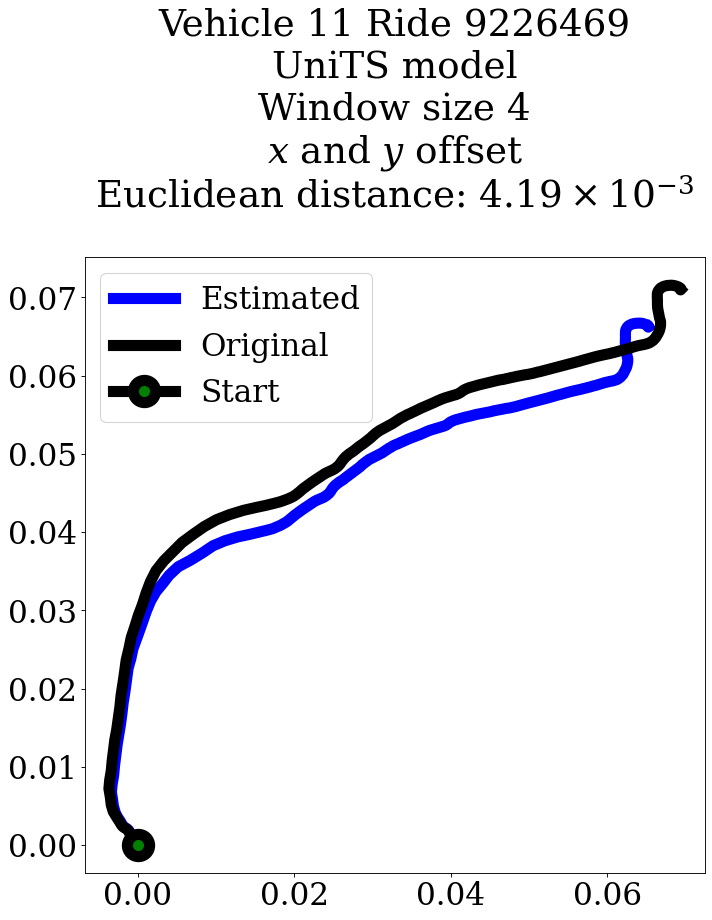 Vehicle 11 Ride 9226469
UniTS model
Window size 4
x and y offset
Euclidean distance: 4.19 × 10⁻³
Estimated
Original
Start
0.07
0.06
0.05
0.04
0.03
0.02
0.01
0.00
0.00 0.02 0.04 0.06